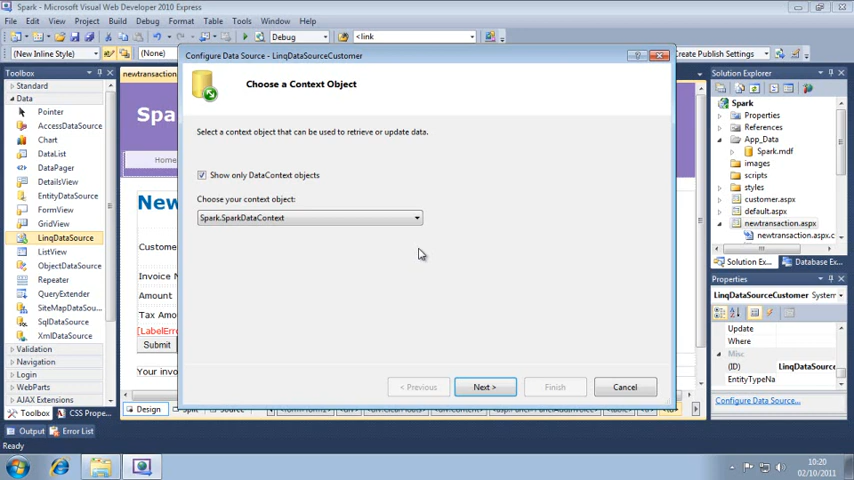 Spark - Microsoft Visual Web Developer 2010 Express
File Edit View Project Build Debug Format Table Tools Window Help
Debug <link
(New Inline Style) (None) Create Publish Settings
Toolbox
Standard
Data
Pointer
AccessDataSource
Chart
DataList
DataPager
DetailsView
EntityDataSource
FormView
GridView
LinqDataSource
ListView
ObjectDataSource
Repeater
QueryExtender
SiteMapDataSou...
SqlDataSource
XmlDataSource
Validation
Navigation
Login
WebParts
AJAX Extensions
Toolbox CSS Prope...
newtransaction
Spa
Home
New
Custome
Invoice N
Amount
Tax Amo
[LabelErro
Submit
Your invo
Design Split Source
Configure Data Source - LinqDataSourceCustomer
Choose a Context Object
Select a context object that can be used to retrieve or update data.
Show only DataContext objects
Choose your context object:
Spark.SparkDataContext
< Previous Next > Finish Cancel
Solution Explorer
Spark
Properties
References
App_Data
Spark.mdf
images
scripts
styles
customer.aspx
default.aspx
newtransaction.aspx
newtransaction.aspx.c
Solution Ex... Database Ex...
Properties
LinqDataSourceCustomer System
Update
Where
Misc
(ID) LinqDataSource
EntityTypeNa
Configure Data Source...
Output Error List
Ready
10:20
02/10/2011